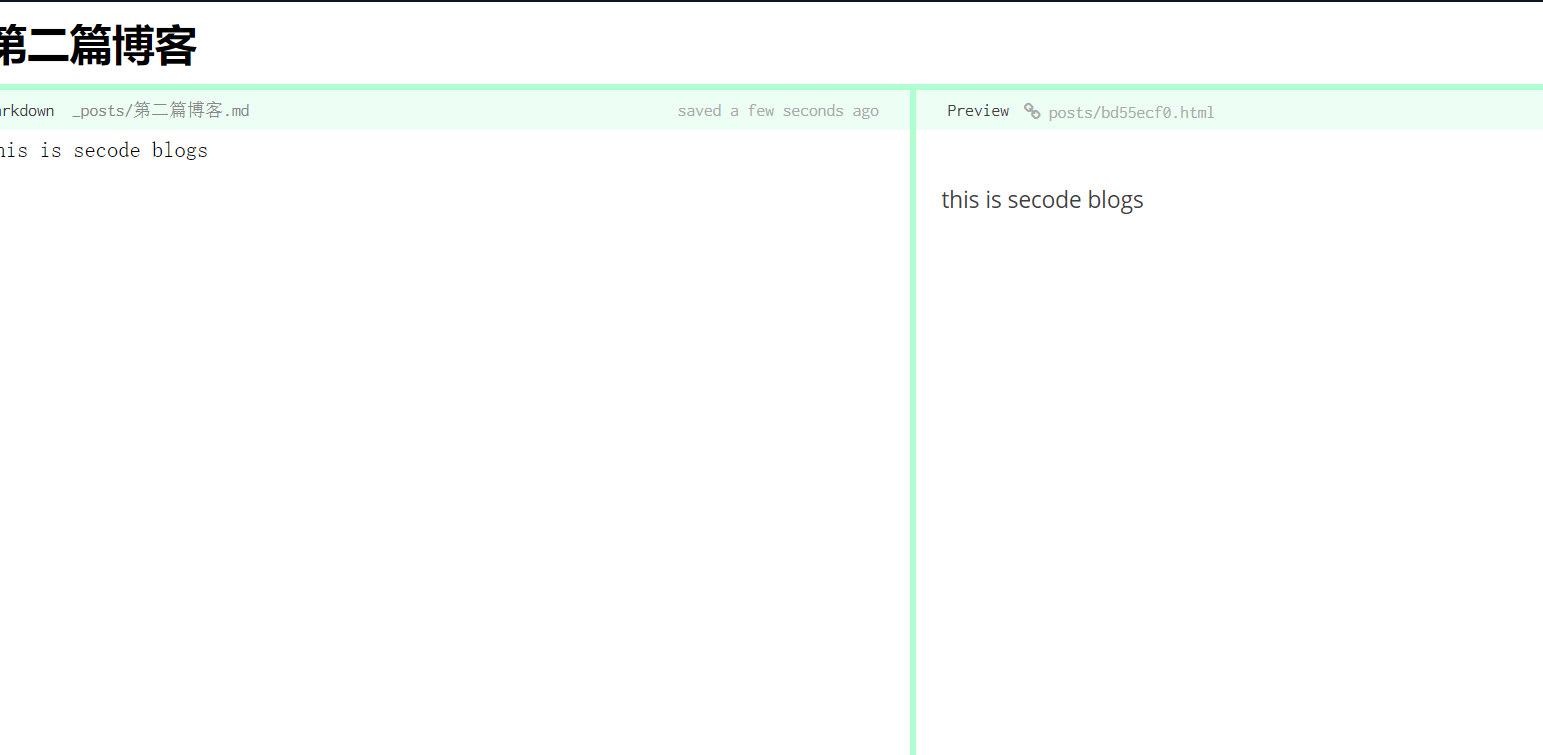 第二篇博客
arkdown _posts/第二篇博客.md saved a few seconds ago
his is secode blogs
Preview posts/bd55ecf0.html
this is secode blogs